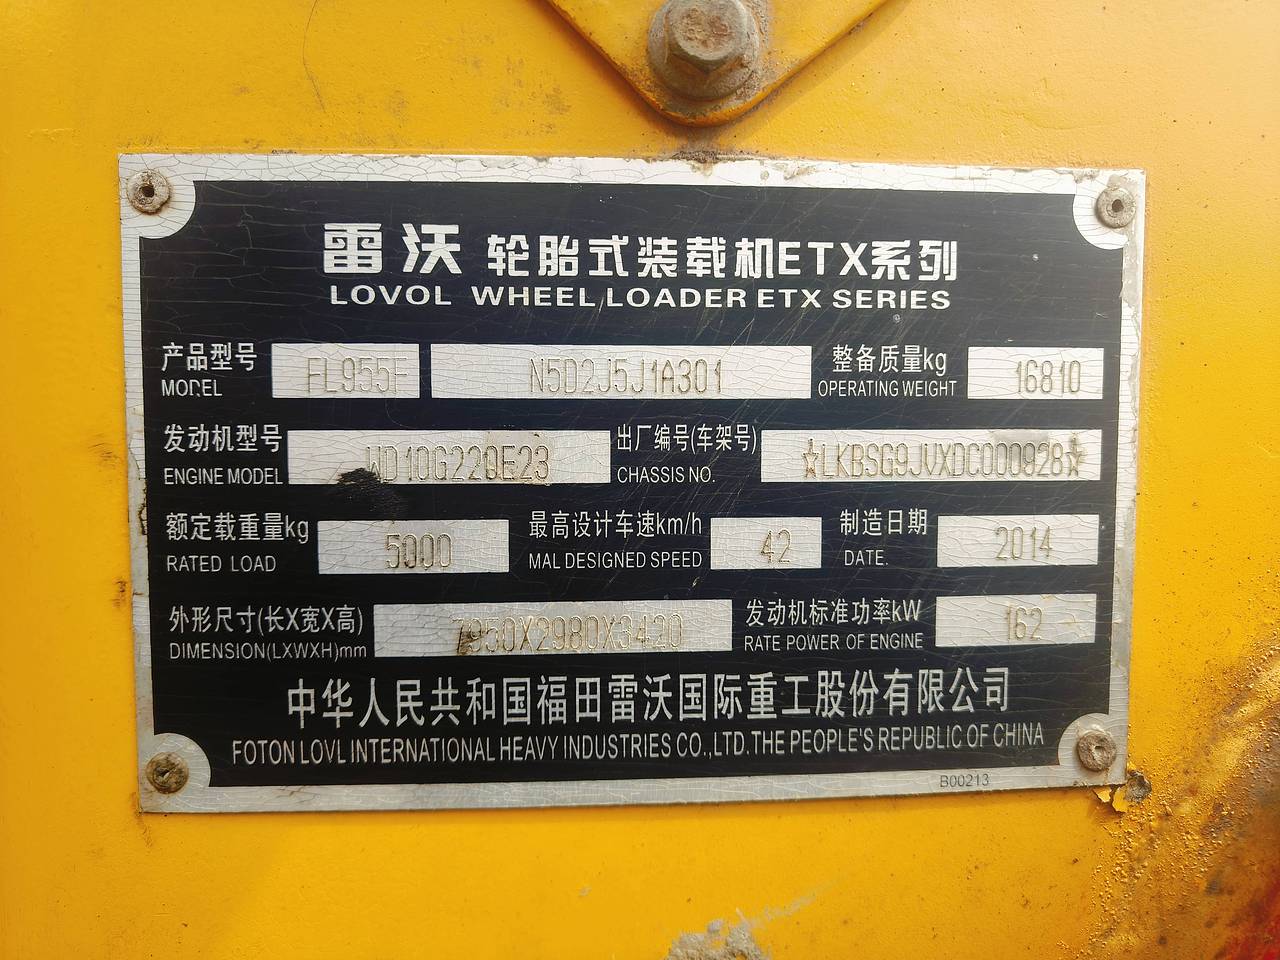 雷沃 轮胎式装载机ETX系列
LOVOL WHEEL LOADER ETX SERIES
产品型号 FL955F N5D2J5J1A301 整备质量kg 16810
MODEL OPERATING WEIGHT
发动机型号 WD10G220E23 出厂编号(车架号) ☆LKBSG9JVXDC000928☆
ENGINE MODEL CHASSIS NO.
额定载重量kg 5000 最高设计车速km/h 42 制造日期 2014
RATED LOAD MAL DESIGNED SPEED DATE.
外形尺寸(长X宽X高) 7950X2980X3420 发动机标准功率kW 162
DIMENSION(LXWXH)mm RATE POWER OF ENGINE
中华人民共和国福田雷沃国际重工股份有限公司
FOTON LOVL INTERNATIONAL HEAVY INDUSTRIES CO.,LTD.THE PEOPLE'S REPUBLIC OF CHINA
B00213